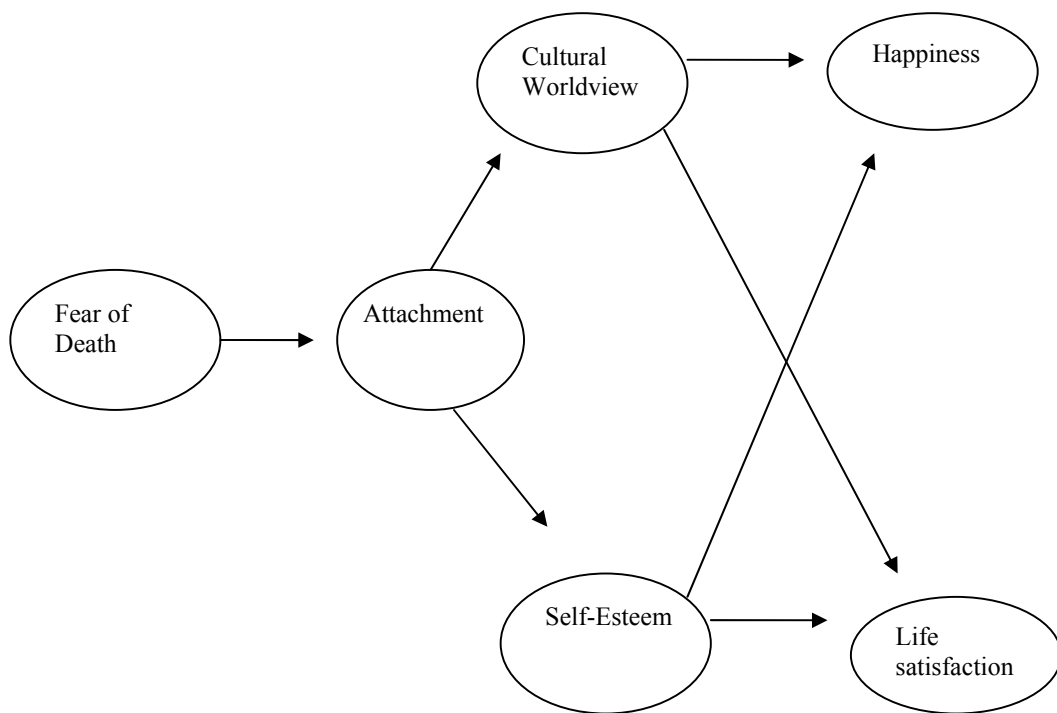 Cultural
Worldview
Happiness
Fear of
Death
Attachment
Self-Esteem
Life
satisfaction